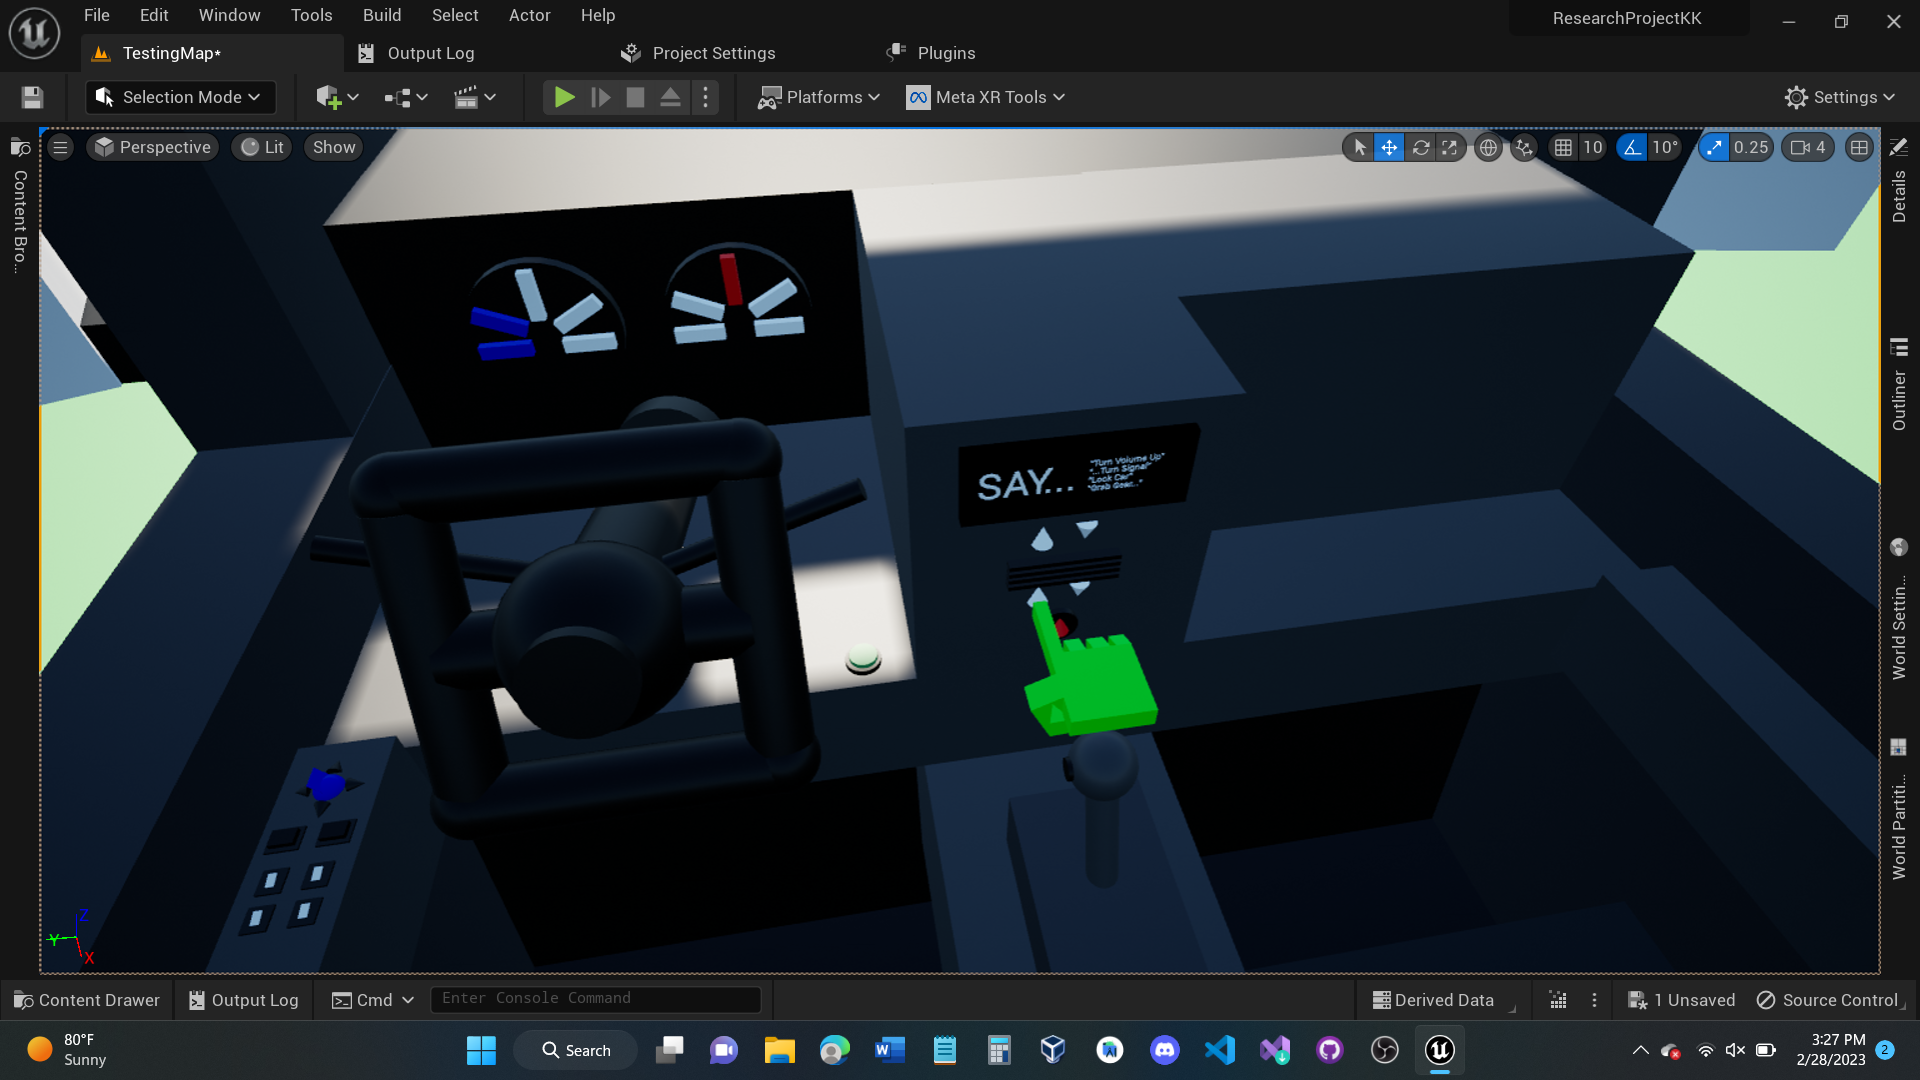 File Edit Window Tools Build Select Actor Help
ResearchProjectKK
TestingMap*
Output Log
Project Settings
Plugins
Selection Mode
Platforms
Meta XR Tools
Settings
Perspective
Lit
Show
10
10°
0.25
4
Content Bro...
Details
Outliner
World Settin...
World Partiti...
SAY...
"Turn Volume Up"
"...Turn Signal"
"Look Car"
"Grab Gear..."
Z
Y
X
Content Drawer
Output Log
Cmd
Enter Console Command
Derived Data
1 Unsaved
Source Control
80°F
Sunny
Search
3:27 PM
2/28/2023
2